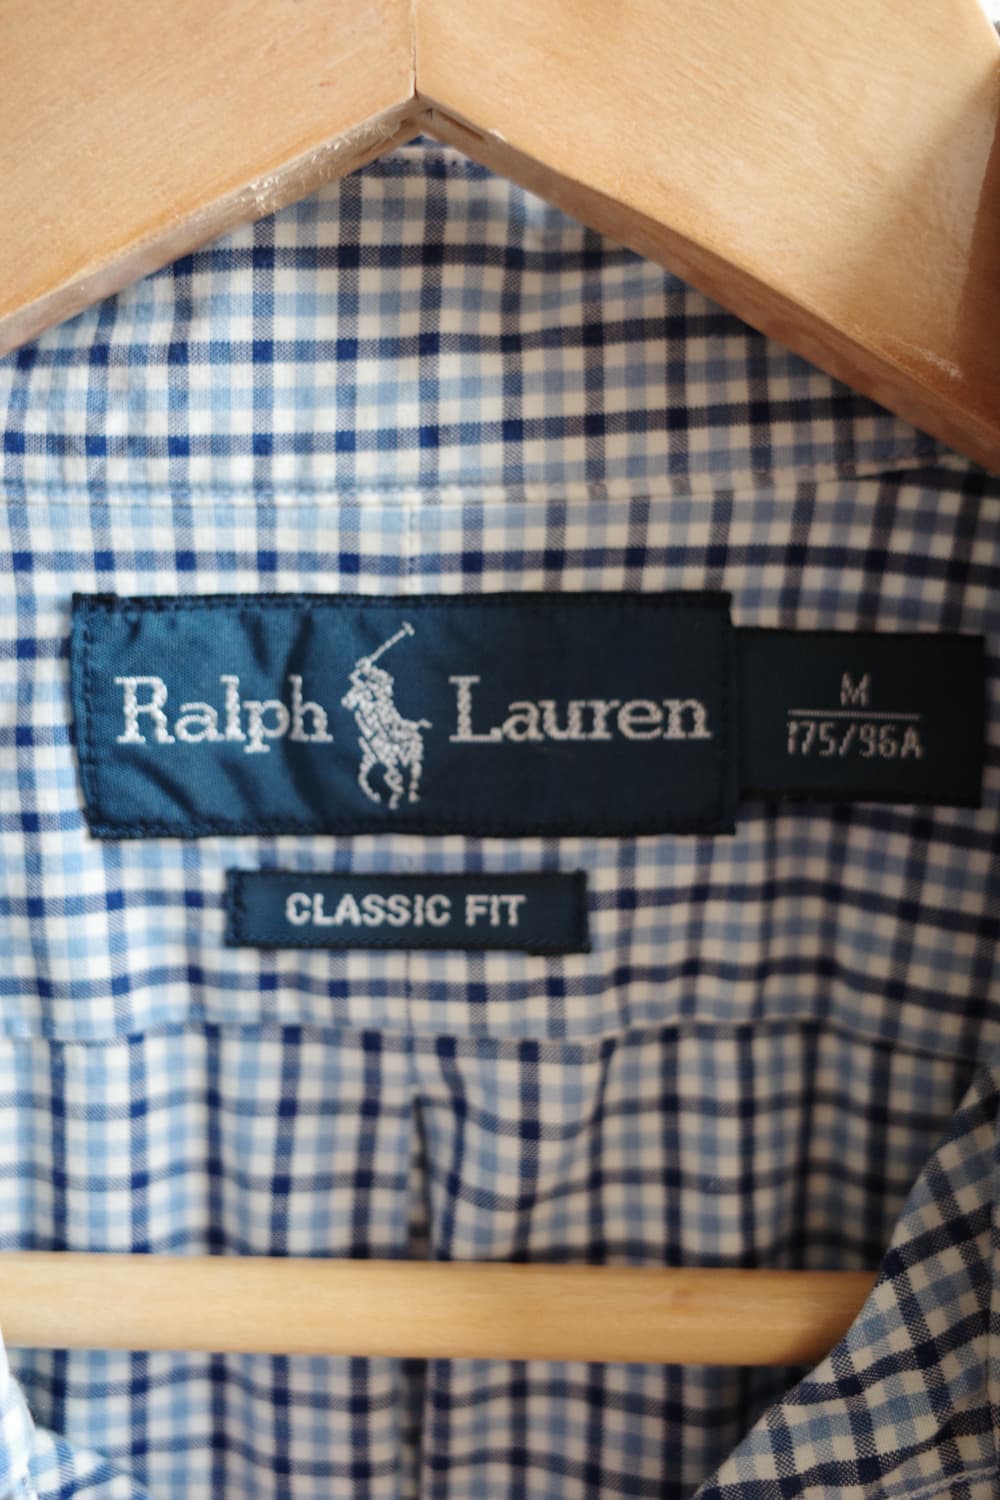 Ralph Lauren
M
175/96A
CLASSIC FIT